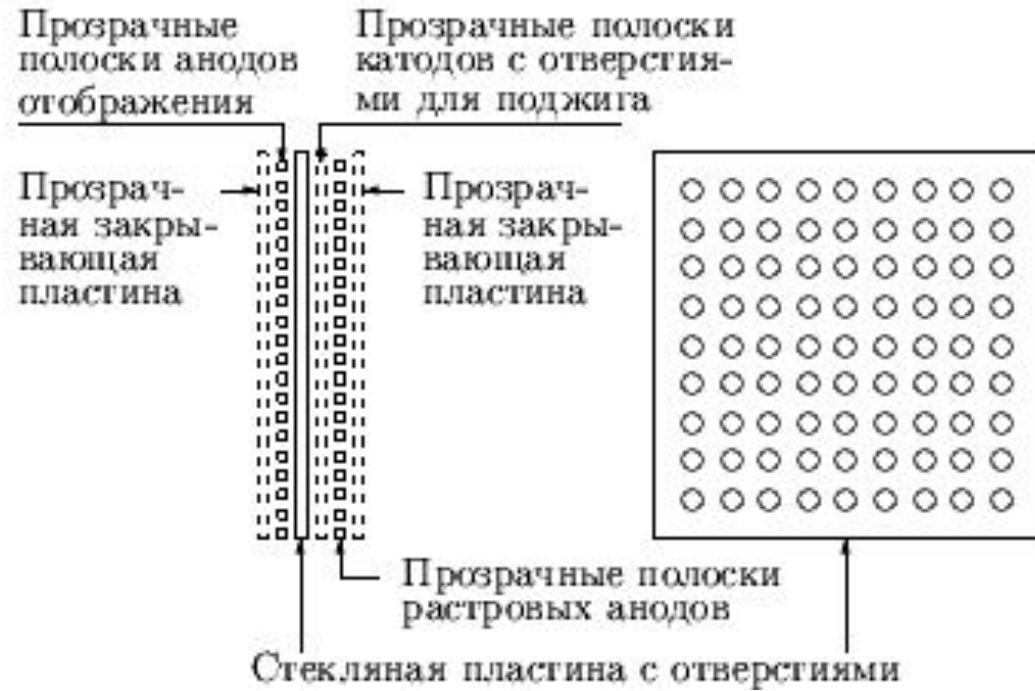 Прозрачные
полоски анодов
отображения
Прозрачные полоски
катодов с отверстия-
ми для поджига
Прозрач-
ная закры-
вающая
пластина
Прозрач-
ная закры-
вающая
пластина
Прозрачные полоски
растровых анодов
Стекляная пластина с отверстиями